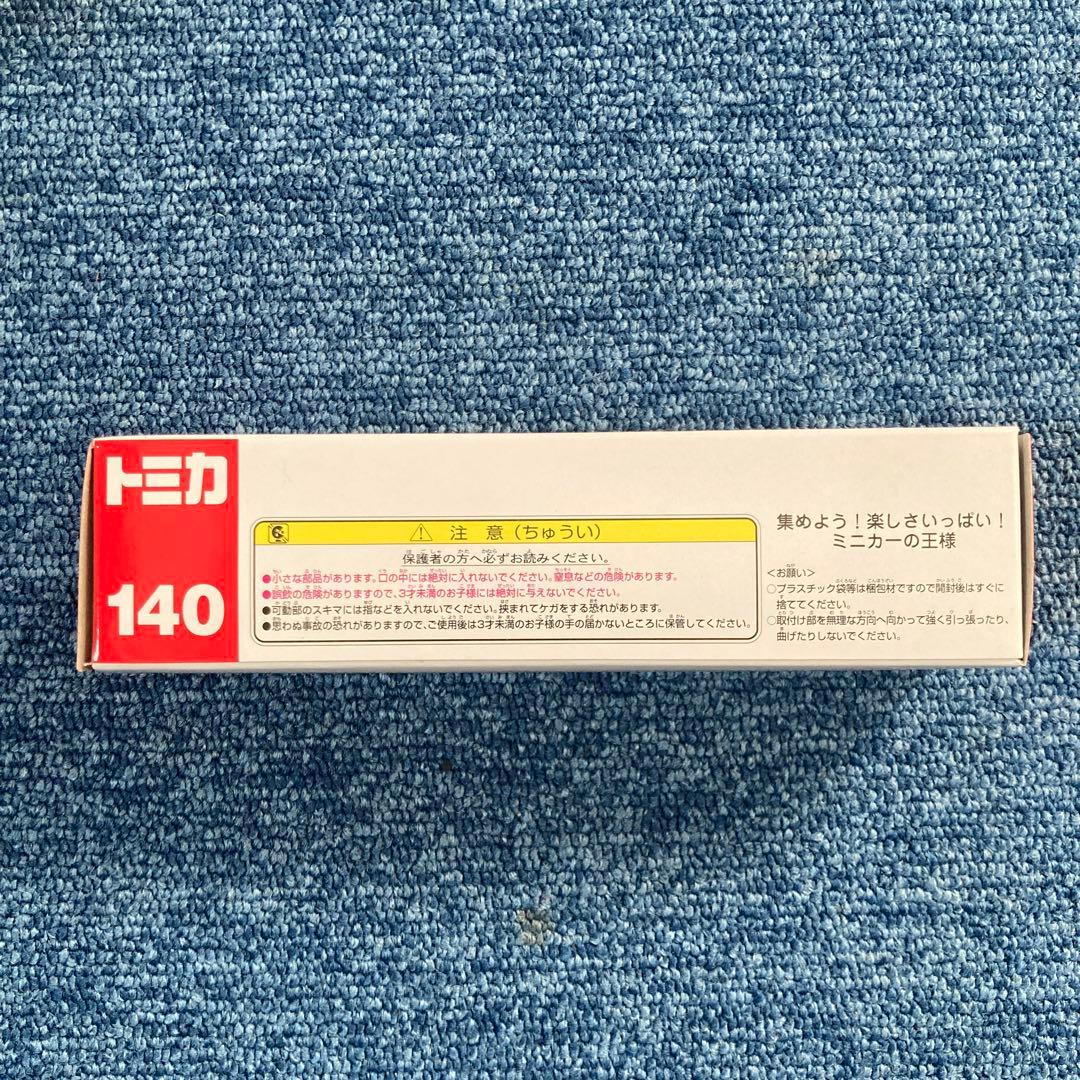 トミカ
140
注 意(ちゅうい)
保護者の方へ必ずお読みください。
●小さな部品があります。口の中には絶対に入れないでください。窒息などの危険があります。
●誤飲の危険がありますので、3才未満のお子様には絶対に与えないでください。
●可動部のスキマには指などを入れないでください。挟まれてケガをする恐れがあります。
●思わぬ事故の恐れがありますので、ご使用後は3才未満のお子様の手の届かないところに保管してください。
集めよう!楽しさいっぱい!
ミニカーの王様
<お願い>
○プラスチック袋等は梱包材ですので開封後はすぐに
捨ててください。
○取付け部を無理な方向へ向かって強く引っ張ったり、
曲げたりしないでください。